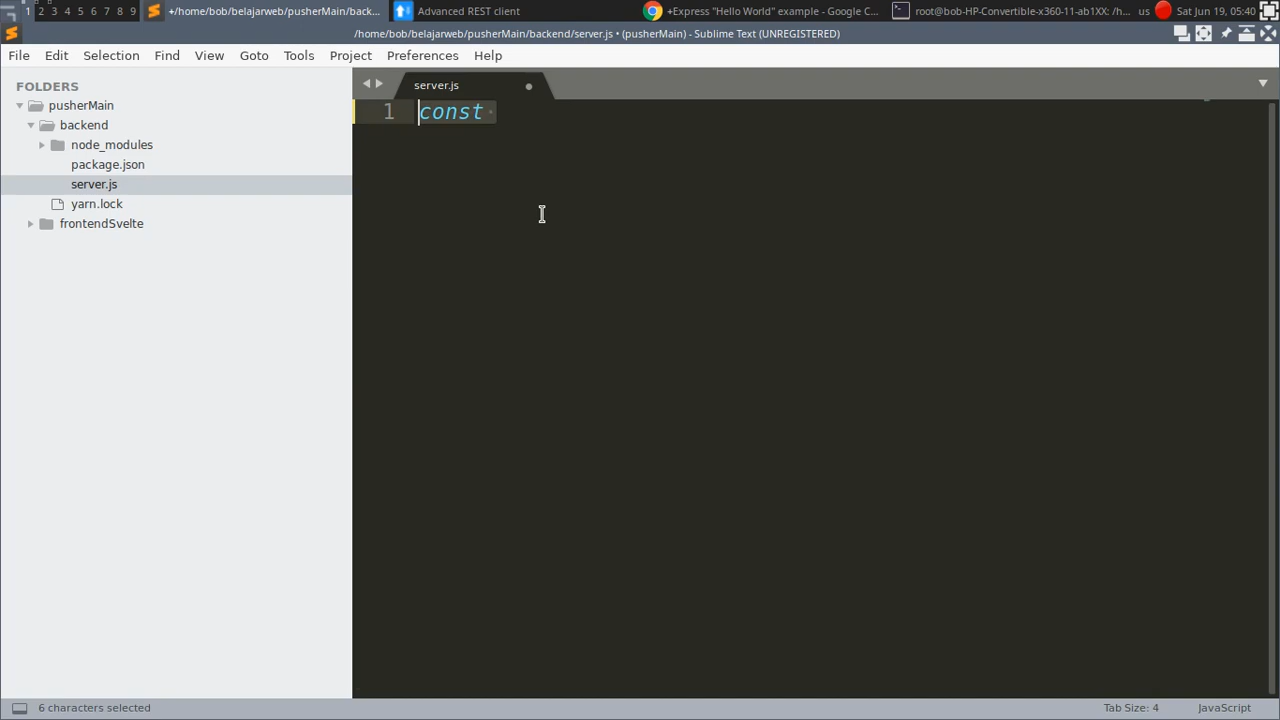 1 2 3 4 5 6 7 8 9 +/home/bob/belajarweb/pusherMain/back... Advanced REST client +Express "Hello World" example - Google C... root@bob-HP-Convertible-x360-11-ab1XX: /h... us Sat Jun 19, 05:40
/home/bob/belajarweb/pusherMain/backend/server.js • (pusherMain) - Sublime Text (UNREGISTERED)
File Edit Selection Find View Goto Tools Project Preferences Help
FOLDERS
pusherMain
backend
node_modules
package.json
server.js
yarn.lock
frontendSvelte
server.js
1 const
6 characters selected Tab Size: 4 JavaScript